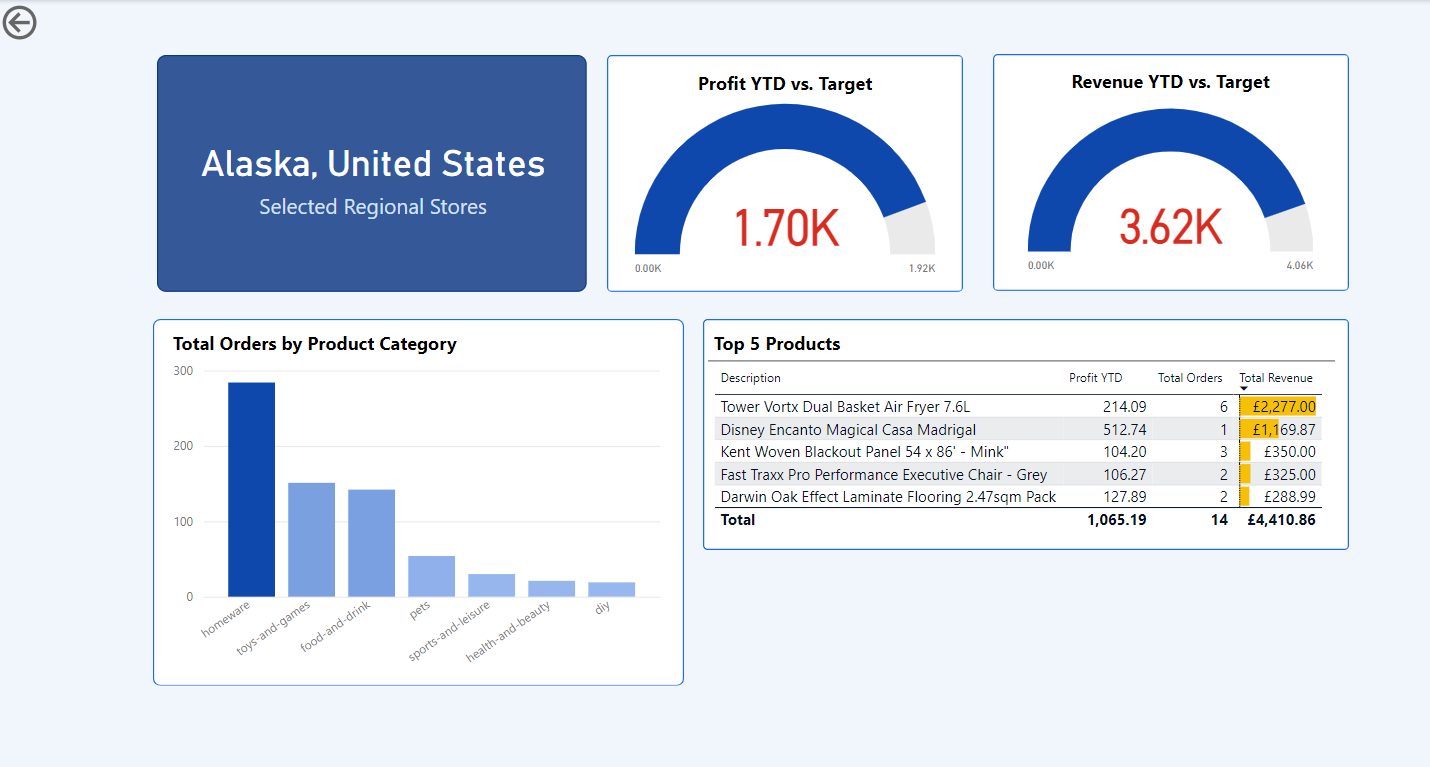 Alaska, United States
Selected Regional Stores
Profit YTD vs. Target
1.70K
0.00K 1.92K
Revenue YTD vs. Target
3.62K
0.00K 4.06K
Total Orders by Product Category
300
200
100
0
homeware toys-and-games food-and-drink pets sports-and-leisure health-and-beauty diy
Top 5 Products
Description Profit YTD Total Orders Total Revenue
Tower Vortx Dual Basket Air Fryer 7.6L 214.09 6 £2,277.00
Disney Encanto Magical Casa Madrigal 512.74 1 £1,169.87
Kent Woven Blackout Panel 54 x 86' - Mink" 104.20 3 £350.00
Fast Traxx Pro Performance Executive Chair - Grey 106.27 2 £325.00
Darwin Oak Effect Laminate Flooring 2.47sqm Pack 127.89 2 £288.99
Total 1,065.19 14 £4,410.86